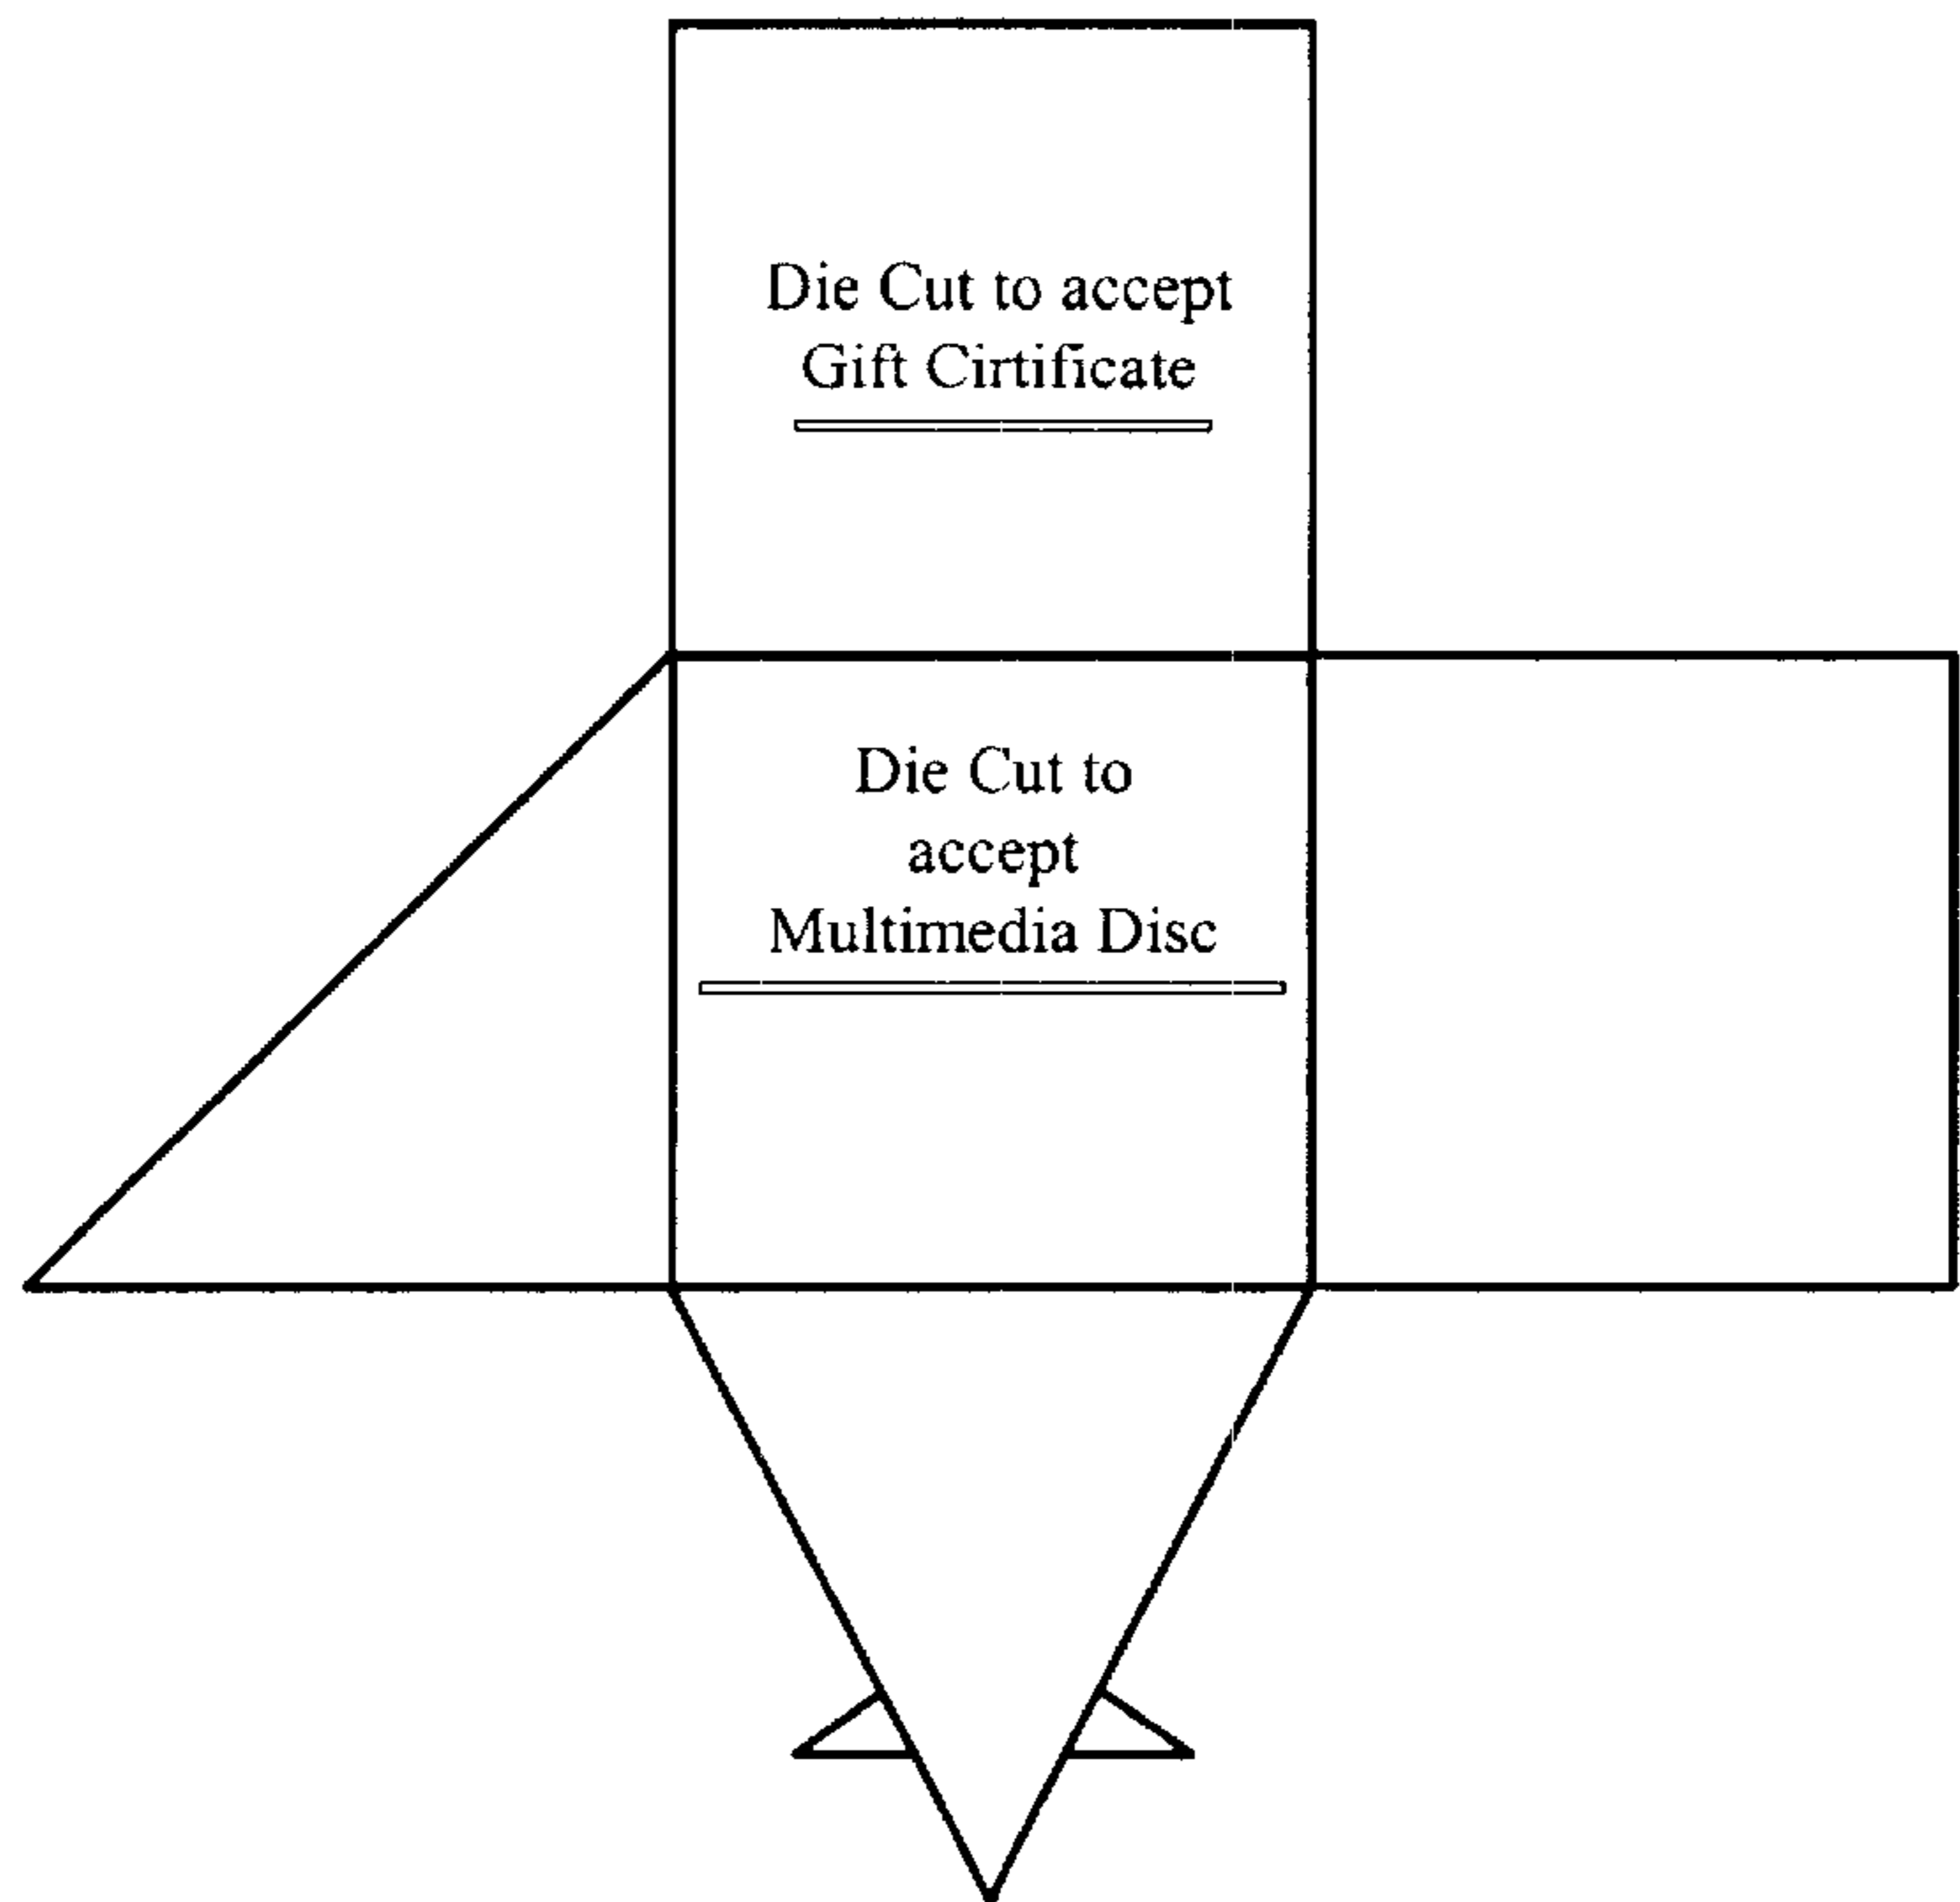 Die Cut to accept
Gift Cirtificate
Die Cut to
accept
Multimedia Disc